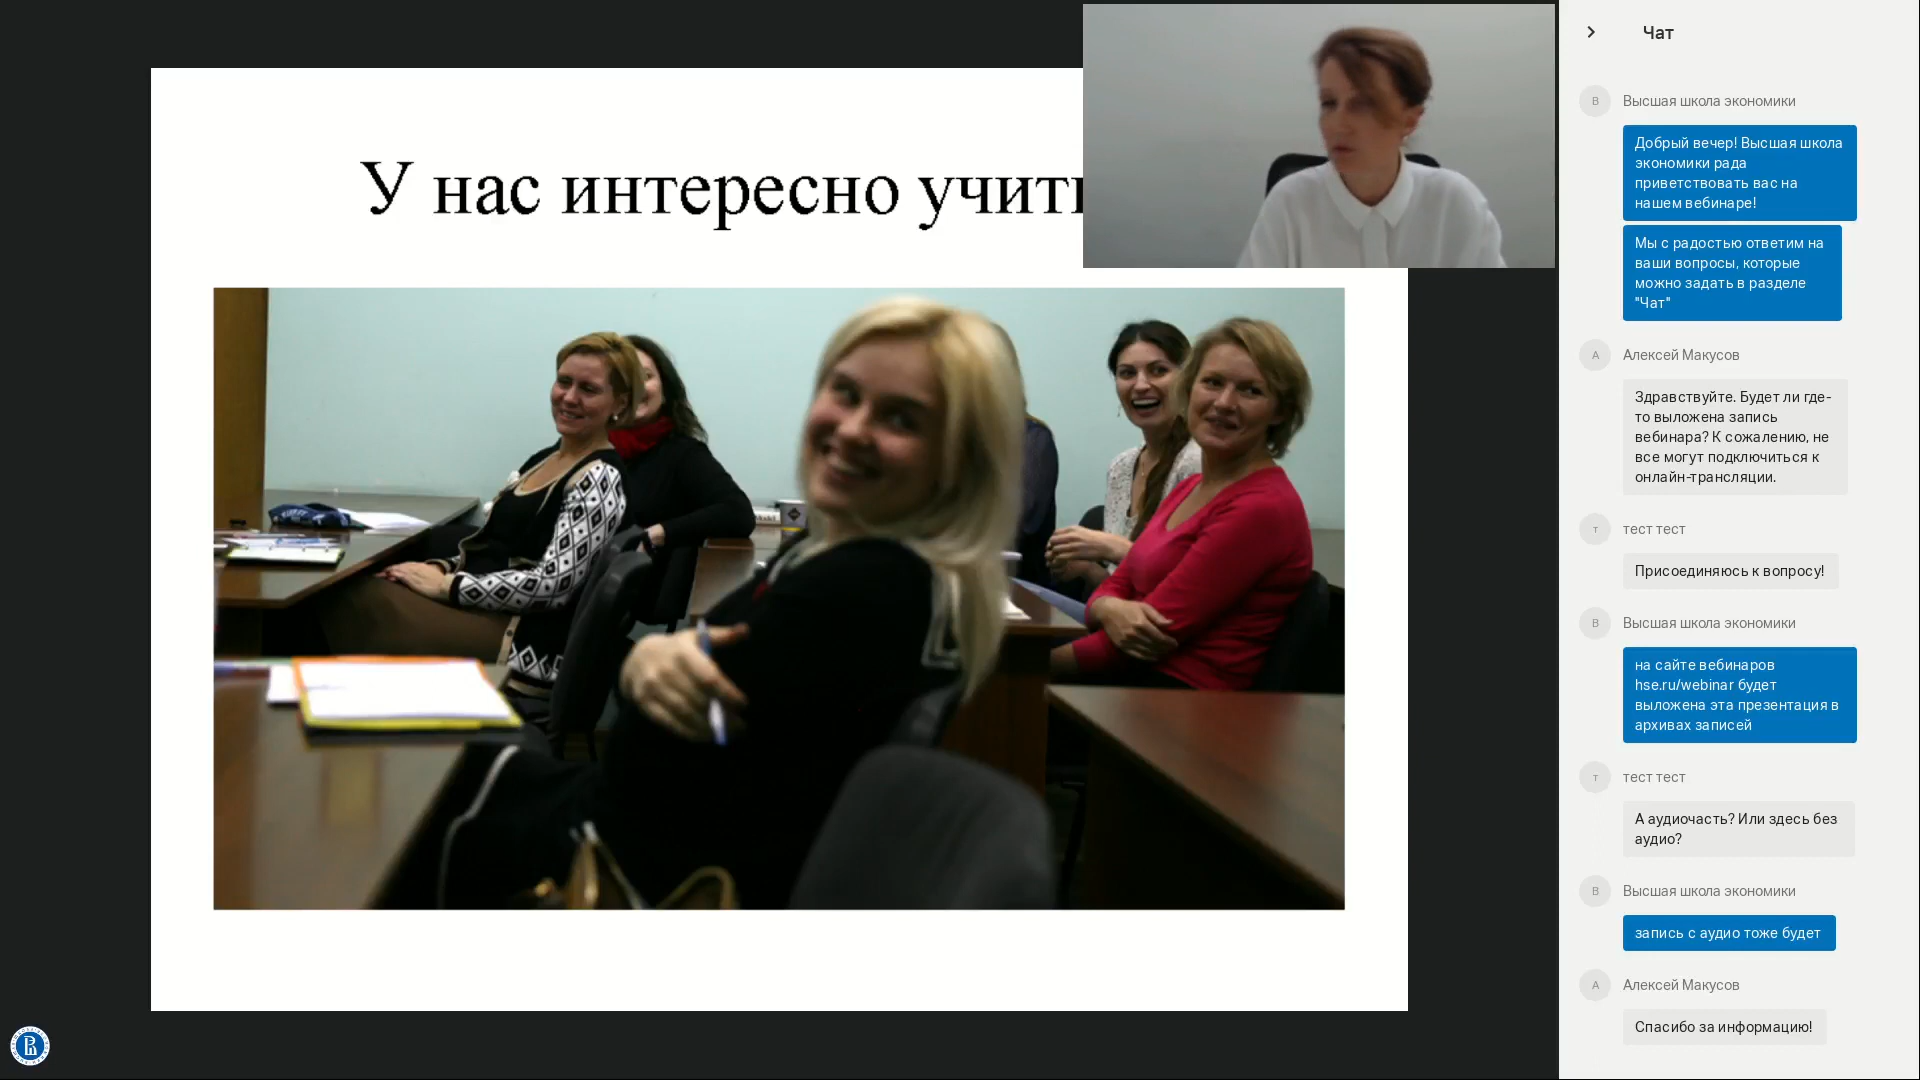 У нас интересно учить
Чат
В
Высшая школа экономики
Добрый вечер! Высшая школа
экономики рада
приветствовать вас на
нашем вебинаре!
Мы с радостью ответим на
ваши вопросы, которые
можно задать в разделе
"Чат"
А
Алексей Макусов
Здравствуйте. Будет ли где-
то выложена запись
вебинара? К сожалению, не
все могут подключиться к
онлайн-трансляции.
т
тест тест
Присоединяюсь к вопросу!
В
Высшая школа экономики
на сайте вебинаров
hse.ru/webinar будет
выложена эта презентация в
архивах записей
т
тест тест
А аудиочасть? Или здесь без
аудио?
В
Высшая школа экономики
запись с аудио тоже будет
А
Алексей Макусов
Спасибо за информацию!